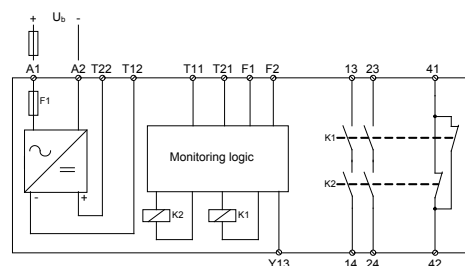 + Ub -
A1 A2 T22 T12 T11 T21 F1 F2 13 23 41
F1
K1
Monitoring logic
- +
K2 K1 K2
Y13 14 24 42